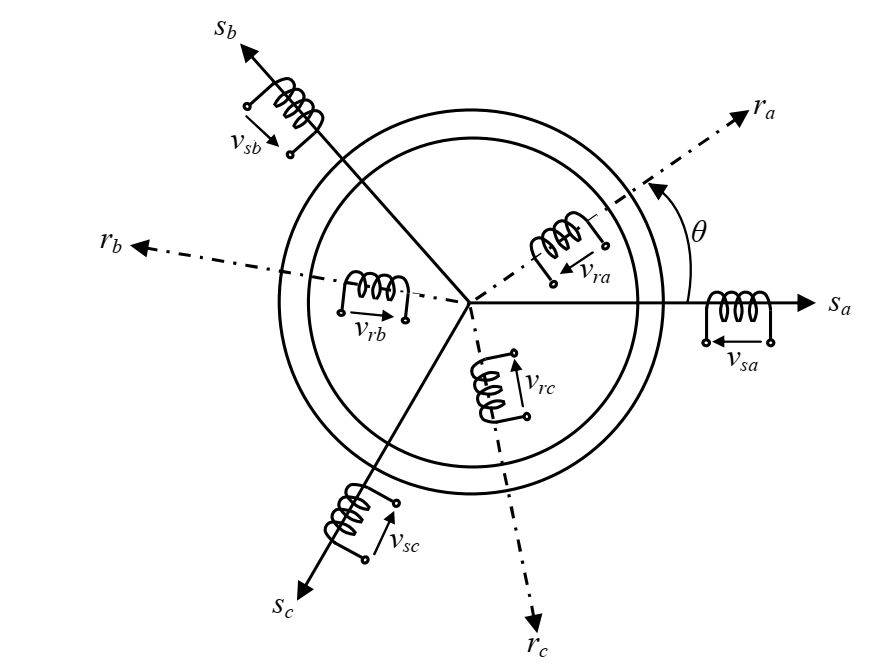 s_b
r_a
v_sb
θ
r_b
v_ra
s_a
v_rb
v_sa
v_rc
v_sc
s_c
r_c